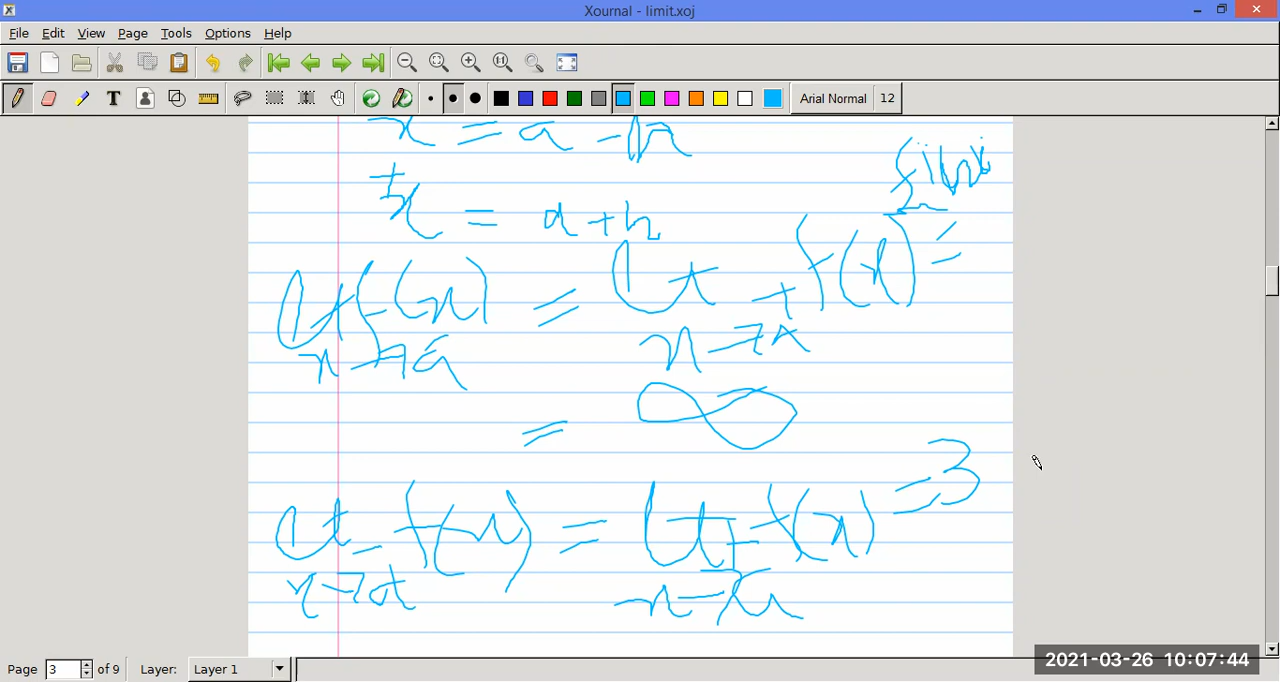 Xournal - limit.xoj
File Edit View Page Tools Options Help
Arial Normal 12
x = a - h
x = a + h
Lt f(x) = Lt f(x) =
x → a x → a
= ∞
Lt f(x) = Lt f(x) = 3
x → a x → a
Page 3 of 9 Layer: Layer 1
2021-03-26 10:07:44